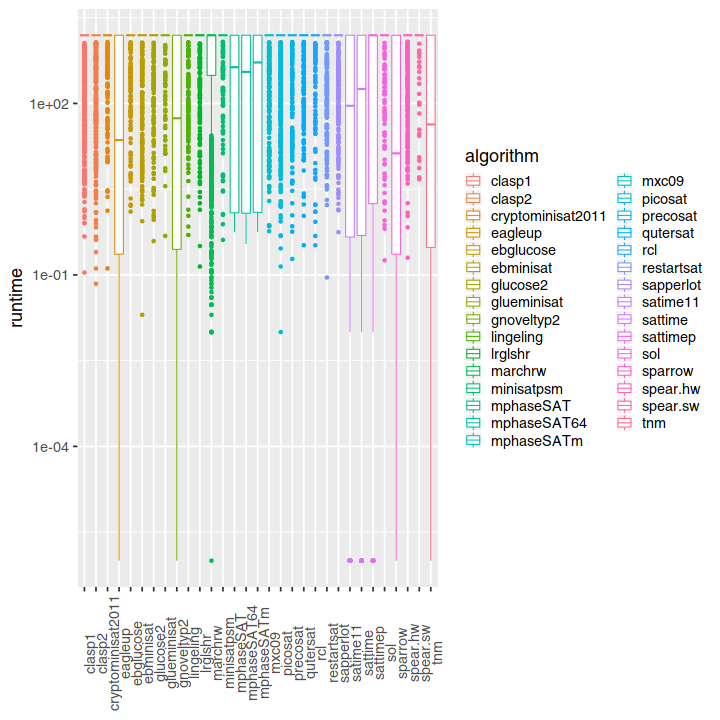 runtime
1e+02
1e-01
1e-04
clasp1
clasp2
cryptominisat2011
eagleup
ebglucose
ebminisat
glucose2
glueminisat
gnoveltyp2
lingeling
lrglshr
marchrw
minisatpsm
mphaseSAT
mphaseSAT64
mphaseSATm
mxc09
picosat
precosat
qutersat
rcl
restartsat
sapperlot
satime11
sattime
sattimep
sol
sparrow
spear.hw
spear.sw
tnm
algorithm
clasp1
clasp2
cryptominisat2011
eagleup
ebglucose
ebminisat
glucose2
glueminisat
gnoveltyp2
lingeling
lrglshr
marchrw
minisatpsm
mphaseSAT
mphaseSAT64
mphaseSATm
mxc09
picosat
precosat
qutersat
rcl
restartsat
sapperlot
satime11
sattime
sattimep
sol
sparrow
spear.hw
spear.sw
tnm